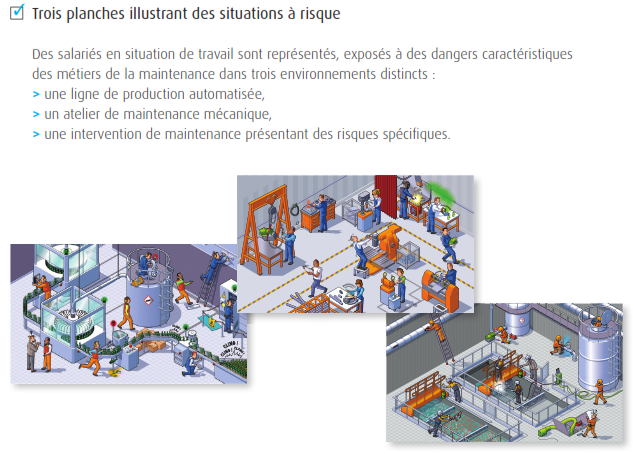 Trois planches illustrant des situations à risque
Des salariés en situation de travail sont représentés, exposés à des dangers caractéristiques
des métiers de la maintenance dans trois environnements distincts :
> une ligne de production automatisée,
> un atelier de maintenance mécanique,
> une intervention de maintenance présentant des risques spécifiques.